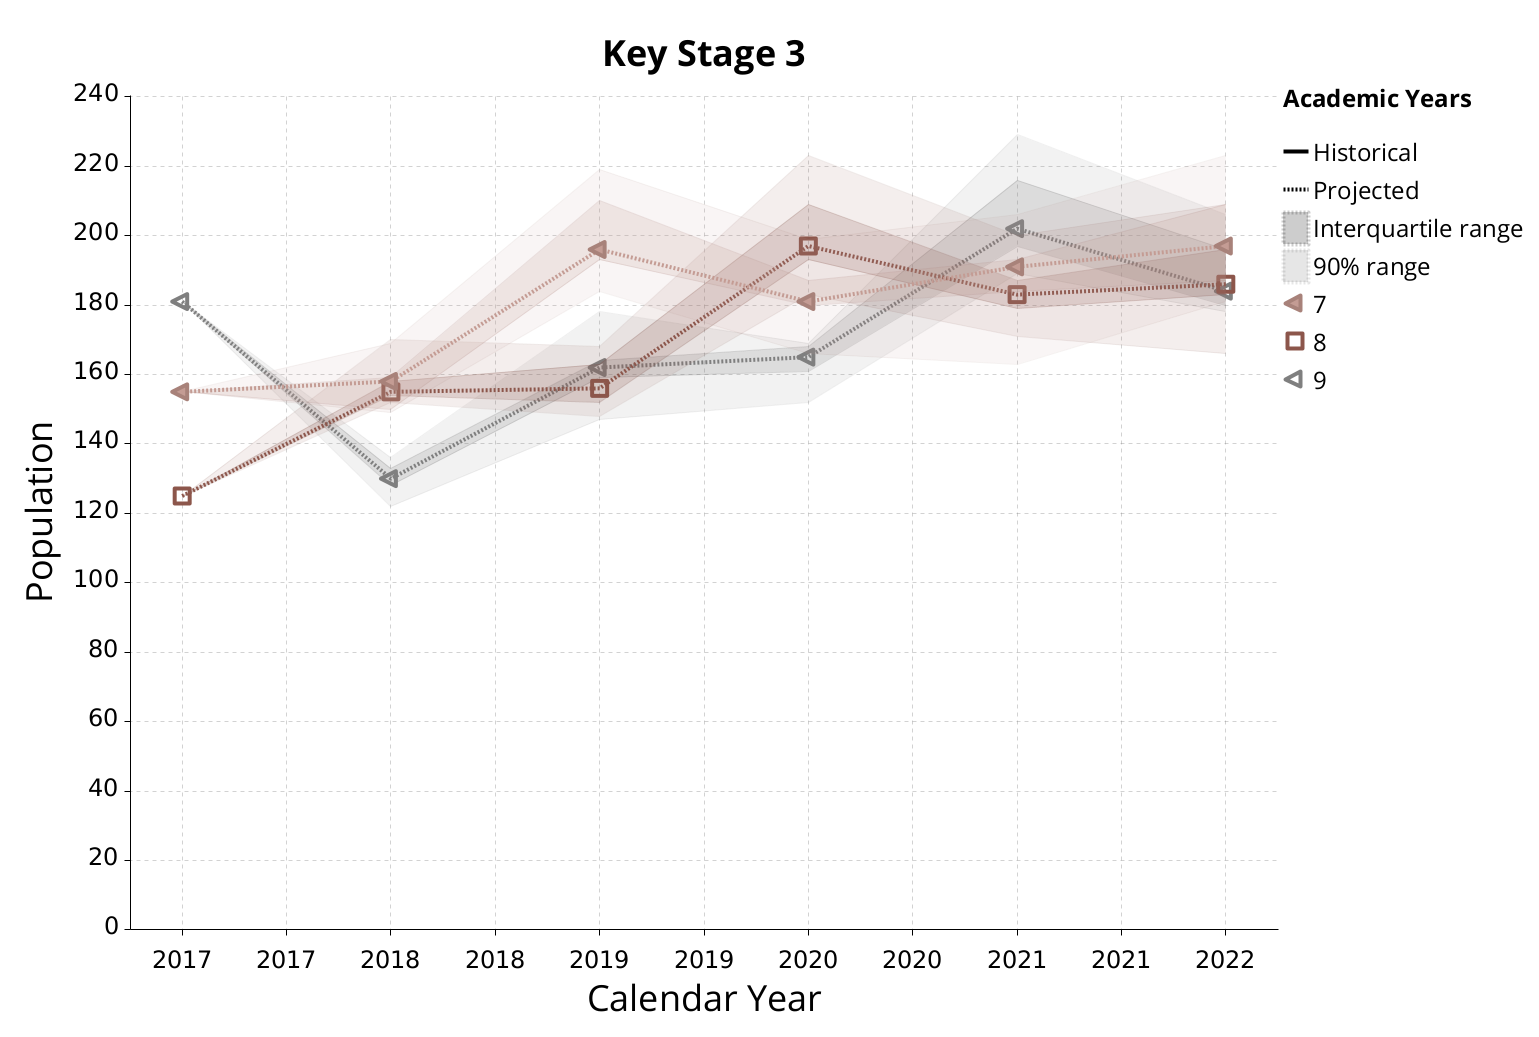 Key Stage 3
240
220
200
180
160
140
120
100
80
60
40
20
0
Population
2017 2017 2018 2018 2019 2019 2020 2020 2021 2021 2022
Calendar Year
Academic Years
Historical
Projected
Interquartile range
90% range
7
8
9